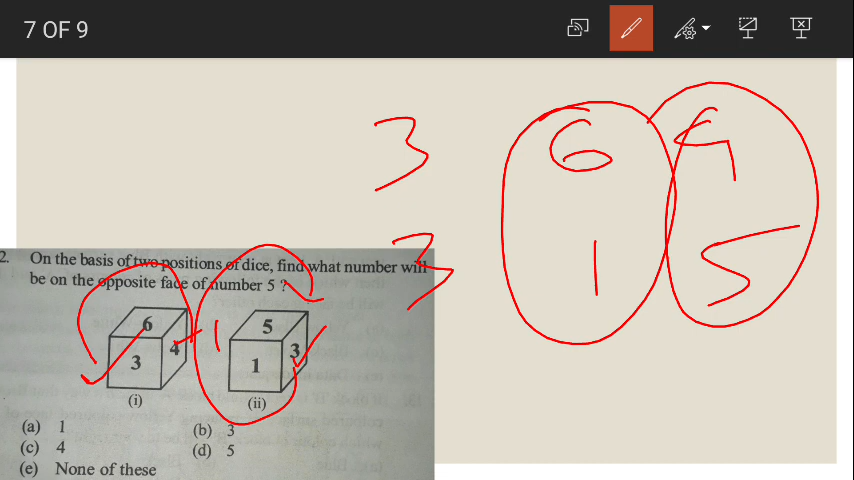 7 OF 9
3 6 4
3 1 5
2. On the basis of two positions of dice, find what number will
be on the opposite face of number 5 ?
6 3 4
1
5 1 3
(i) (ii)
(a) 1 (b) 3
(c) 4 (d) 5
(e) None of these